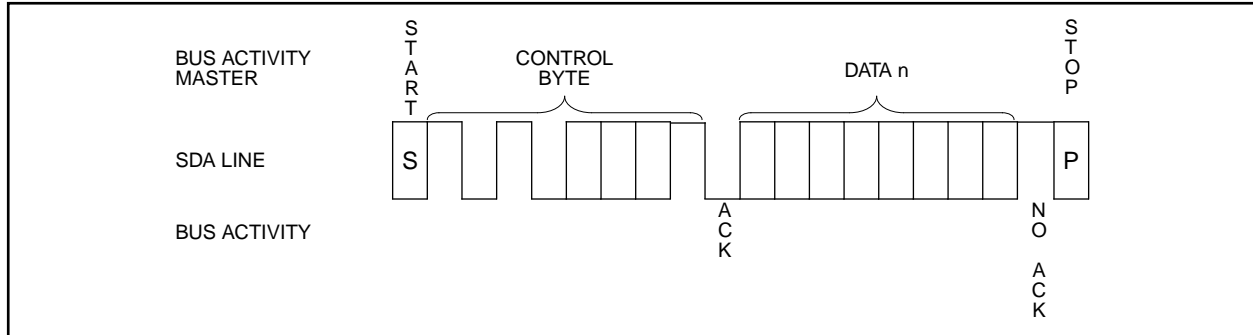 START
STOP
BUS ACTIVITY
MASTER
CONTROL
BYTE
DATA n
SDA LINE
S
P
BUS ACTIVITY
ACK
NO ACK